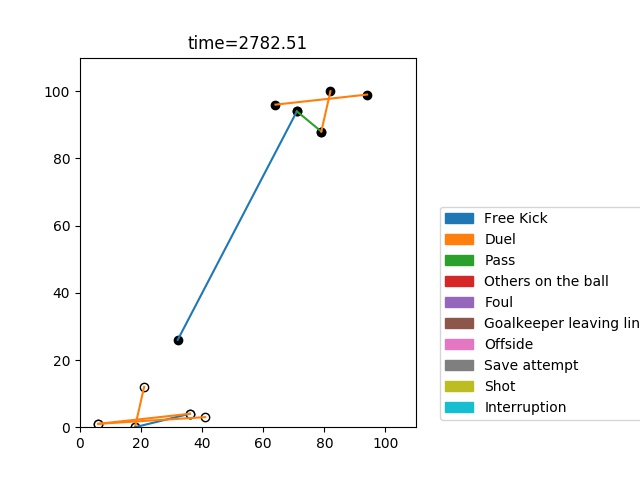 time=2782.51
100
80
60
40
20
0
0 20 40 60 80 100
Free Kick
Duel
Pass
Others on the ball
Foul
Goalkeeper leaving lin
Offside
Save attempt
Shot
Interruption